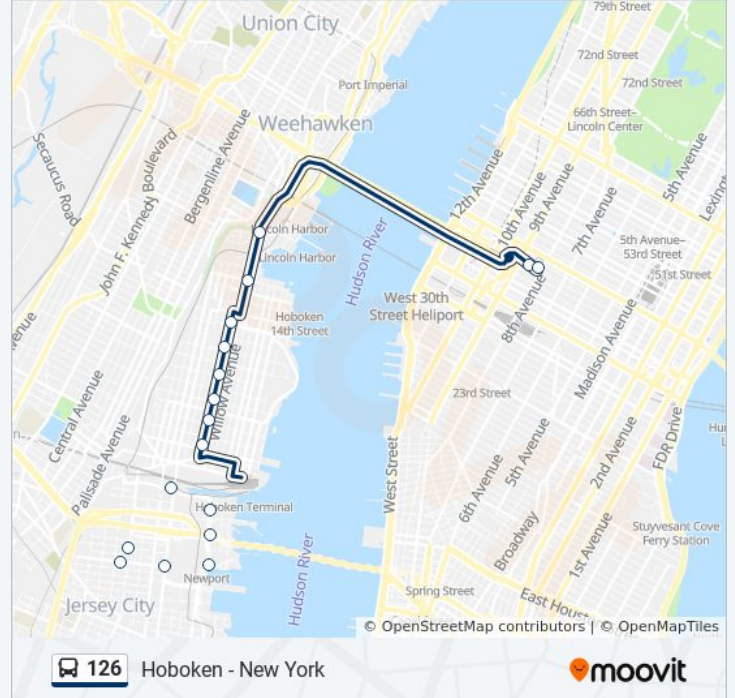 79th Street
Union City
72nd Street
Port Imperial
72nd Street
66th Street–
Lincoln Center
Weehawken
Secaucus Road
John F. Kennedy Boulevard
Bergenline Avenue
12th Avenue
10th Avenue
9th Avenue
7th Avenue
5th Avenue
Lexing
coln Harbor
Lincoln Harbor
Hudson River
5th Avenue–
53rd Street
51st Street
West 30th
Street Heliport
8th Avenue
Madison Avenue
Hoboken
14th Street
enue
Willow Avenue
23rd Street
Central Avenue
Palisade Avenue
West Street
6th Avenue
5th Avenue
2nd Avenue
FDR Drive
Hu
L
H boken Terminal
Broadway
1st Avenue
Stuyvesant Cove
Ferry Station
Hudson River
Newport
Jersey City
Spring Street
East Hous
© OpenStreetMap contributors | © OpenMapTiles
126 Hoboken - New York
moovit